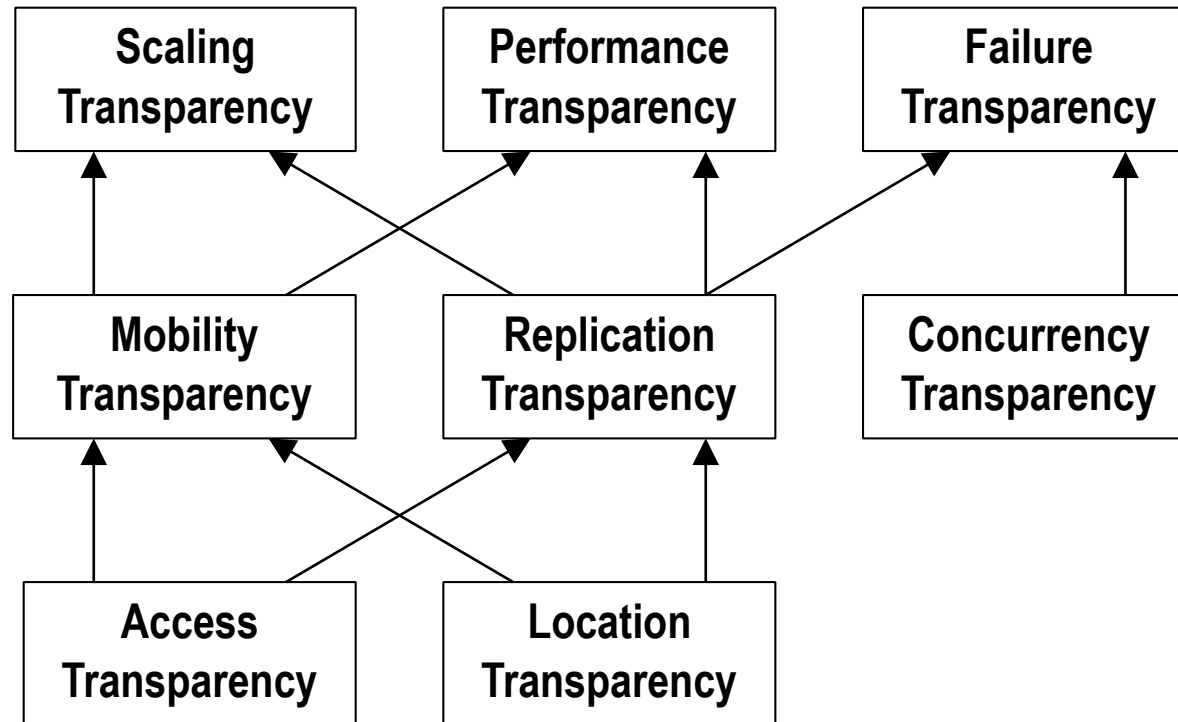 Scaling
Transparency
Performance
Transparency
Failure
Transparency
Mobility
Transparency
Replication
Transparency
Concurrency
Transparency
Access
Transparency
Location
Transparency